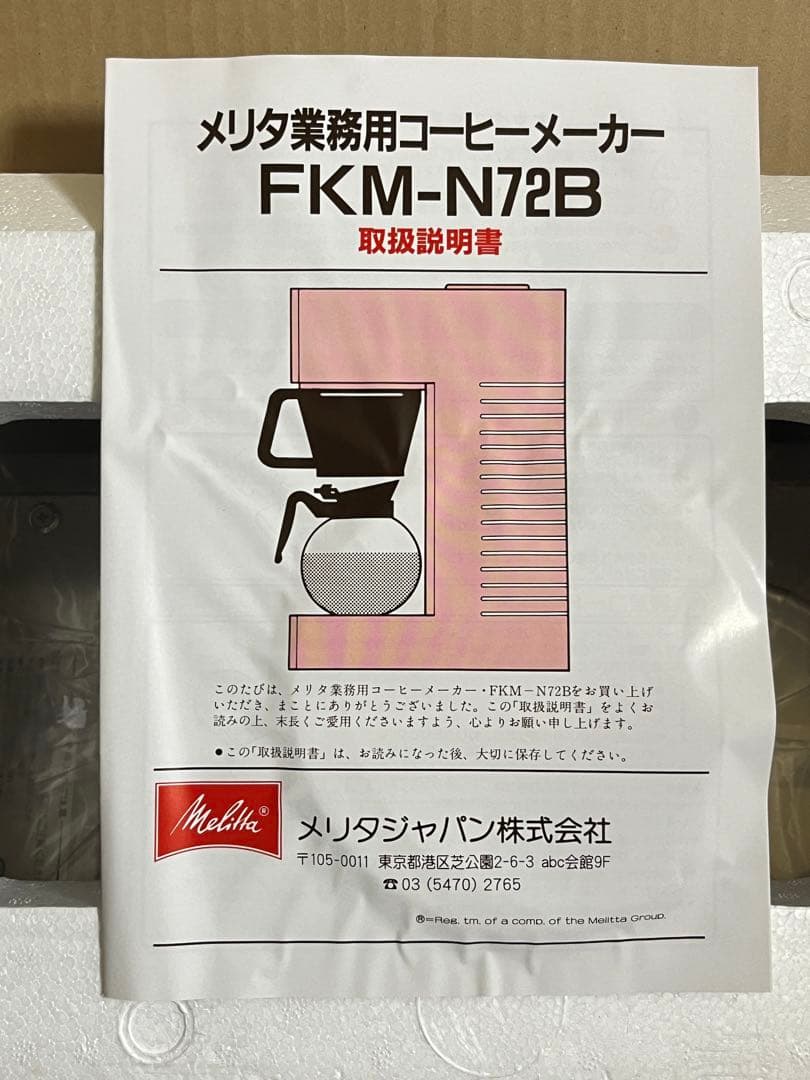 メリタ業務用コーヒーメーカー
FKM-N72B
取扱説明書
このたびは、メリタ業務用コーヒーメーカー・FKM－N72Bをお買い上げ
いただき、まことにありがとうございました。この「取扱説明書」をよくお
読みの上、末長くご愛用くださいますよう、心よりお願い申し上げます。
●この「取扱説明書」は、お読みになった後、大切に保存してください。
Melitta®
メリタジャパン株式会社
〒105-0011 東京都港区芝公園2-6-3 abc会館9F
☎03 (5470) 2765
®=Reg. tm. of a comp. of the Melitta Group.